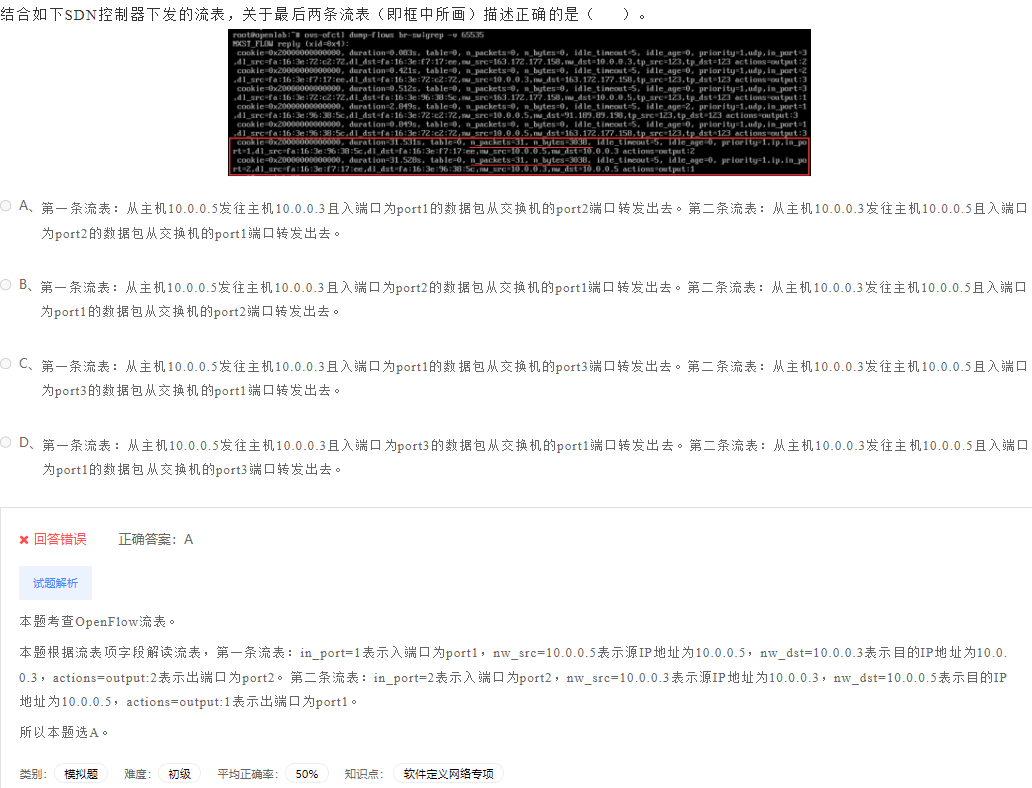 结合如下SDN控制器下发的流表，关于最后两条流表（即框中所画）描述正确的是（　　）。
root@openlab:~# ovs-ofctl dump-flows br-sw|grep -v 65535
NXST_FLOW reply (xid=0x4):
cookie=0x20000000000000, duration=0.083s, table=0, n_packets=0, n_bytes=0, idle_timeout=5, idle_age=0, priority=1,udp,in_port=3
,dl_src=fa:16:3e:72:c2:72,dl_dst=fa:16:3e:f7:17:ee,nw_src=163.172.177.158,nw_dst=10.0.0.3,tp_src=123,tp_dst=123 actions=output:2
cookie=0x20000000000000, duration=0.421s, table=0, n_packets=0, n_bytes=0, idle_timeout=5, idle_age=0, priority=1,udp,in_port=2
,dl_src=fa:16:3e:f7:17:ee,dl_dst=fa:16:3e:72:c2:72,nw_src=10.0.0.3,nw_dst=163.172.177.158,tp_src=123,tp_dst=123 actions=output:3
cookie=0x20000000000000, duration=0.512s, table=0, n_packets=0, n_bytes=0, idle_timeout=5, idle_age=0, priority=1,udp,in_port=3
,dl_src=fa:16:3e:72:c2:72,dl_dst=fa:16:3e:96:38:5c,nw_src=163.172.177.158,nw_dst=10.0.0.5,tp_src=123,tp_dst=123 actions=output:1
cookie=0x20000000000000, duration=2.849s, table=0, n_packets=0, n_bytes=0, idle_timeout=5, idle_age=2, priority=1,udp,in_port=1
,dl_src=fa:16:3e:96:38:5c,dl_dst=fa:16:3e:72:c2:72,nw_src=10.0.0.5,nw_dst=91.189.89.198,tp_src=123,tp_dst=123 actions=output:3
cookie=0x20000000000000, duration=0.849s, table=0, n_packets=0, n_bytes=0, idle_timeout=5, idle_age=0, priority=1,udp,in_port=1
,dl_src=fa:16:3e:96:38:5c,dl_dst=fa:16:3e:72:c2:72,nw_src=10.0.0.5,nw_dst=163.172.177.158,tp_src=123,tp_dst=123 actions=output:3
cookie=0x20000000000000, duration=31.531s, table=0, n_packets=31, n_bytes=3038, idle_timeout=5, idle_age=0, priority=1,ip,in_po
rt=1,dl_src=fa:16:3e:96:38:5c,dl_dst=fa:16:3e:f7:17:ee,nw_src=10.0.0.5,nw_dst=10.0.0.3 actions=output:2
cookie=0x20000000000000, duration=31.528s, table=0, n_packets=31, n_bytes=3038, idle_timeout=5, idle_age=0, priority=1,ip,in_po
rt=2,dl_src=fa:16:3e:f7:17:ee,dl_dst=fa:16:3e:96:38:5c,nw_src=10.0.0.3,nw_dst=10.0.0.5 actions=output:1
A、第一条流表：从主机10.0.0.5发往主机10.0.0.3且入端口为port1的数据包从交换机的port2端口转发出去。第二条流表：从主机10.0.0.3发往主机10.0.0.5且入端口
为port2的数据包从交换机的port1端口转发出去。
B、第一条流表：从主机10.0.0.5发往主机10.0.0.3且入端口为port2的数据包从交换机的port1端口转发出去。第二条流表：从主机10.0.0.3发往主机10.0.0.5且入端口
为port1的数据包从交换机的port2端口转发出去。
C、第一条流表：从主机10.0.0.5发往主机10.0.0.3且入端口为port1的数据包从交换机的port3端口转发出去。第二条流表：从主机10.0.0.3发往主机10.0.0.5且入端口
为port3的数据包从交换机的port1端口转发出去。
D、第一条流表：从主机10.0.0.5发往主机10.0.0.3且入端口为port3的数据包从交换机的port1端口转发出去。第二条流表：从主机10.0.0.3发往主机10.0.0.5且入端口
为port1的数据包从交换机的port3端口转发出去。
回答错误 正确答案：A
试题解析
本题考查OpenFlow流表。
本题根据流表项字段解读流表，第一条流表：in_port=1表示入端口为port1，nw_src=10.0.0.5表示源IP地址为10.0.0.5，nw_dst=10.0.0.3表示目的IP地址为10.0.
0.3，actions=output:2表示出端口为port2。第二条流表：in_port=2表示入端口为port2，nw_src=10.0.0.3表示源IP地址为10.0.0.3，nw_dst=10.0.0.5表示目的IP
地址为10.0.0.5，actions=output:1表示出端口为port1。
所以本题选A。
类别： 模拟题 难度： 初级 平均正确率： 50% 知识点： 软件定义网络专项